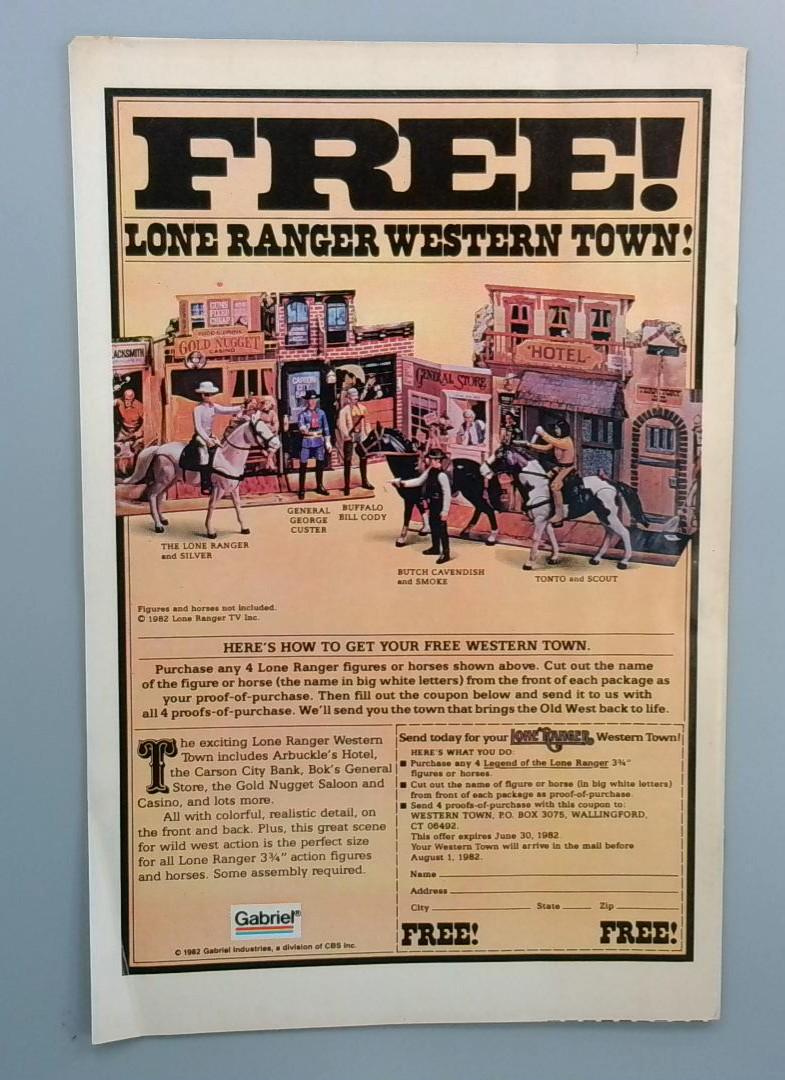 FREE!
LONE RANGER WESTERN TOWN!
GUNS
FIXED
CHEAP
GOLD NUGGET
CASINO
ACKSMITH
CARSON
CITY
GENERAL STORE
HOTEL
GENERAL
GEORGE
CUSTER
BUFFALO
BILL CODY
THE LONE RANGER
and SILVER
BUTCH CAVENDISH
and SMOKE
TONTO and SCOUT
Figures and horses not included.
© 1982 Lone Ranger TV Inc.
HERE'S HOW TO GET YOUR FREE WESTERN TOWN.
Purchase any 4 Lone Ranger figures or horses shown above. Cut out the name
of the figure or horse (the name in big white letters) from the front of each package as
your proof-of-purchase. Then fill out the coupon below and send it to us with
all 4 proofs-of-purchase. We'll send you the town that brings the Old West back to life.
The exciting Lone Ranger Western
Town includes Arbuckle's Hotel,
the Carson City Bank, Bok's General
Store, the Gold Nugget Saloon and
Casino, and lots more.
All with colorful, realistic detail, on
the front and back. Plus, this great scene
for wild west action is the perfect size
for all Lone Ranger 3¾" action figures
and horses. Some assembly required.
Gabriel®
© 1982 Gabriel Industries, a division of CBS Inc.
Send today for your LONE RANGER Western Town!
HERE'S WHAT YOU DO:
■ Purchase any 4 Legend of the Lone Ranger 3¾"
figures or horses.
■ Cut out the name of figure or horse (in big white letters)
from front of each package as proof-of-purchase.
■ Send 4 proofs-of-purchase with this coupon to:
WESTERN TOWN, P.O. BOX 3075, WALLINGFORD,
CT 06492.
This offer expires June 30, 1982.
Your Western Town will arrive in the mail before
August 1, 1982.
Name
Address
City State Zip
FREE! FREE!